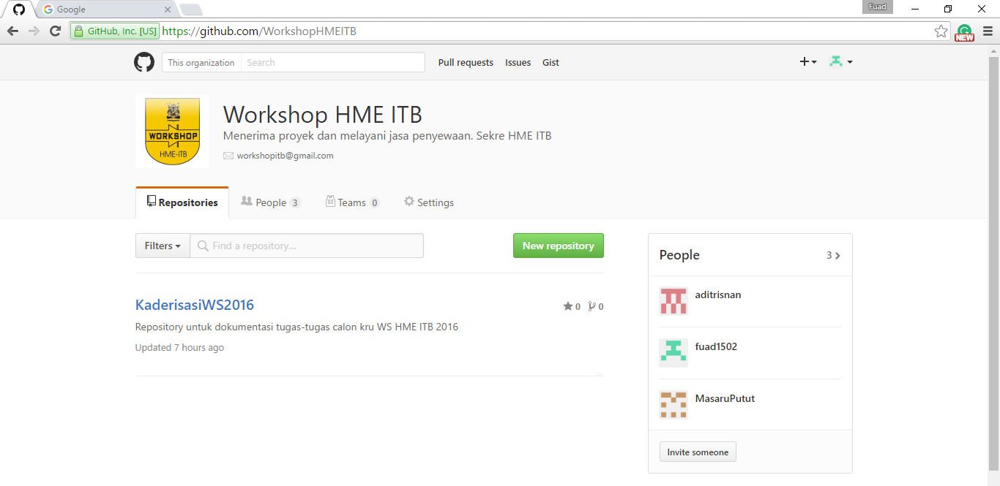 Google
Fuad
GitHub, Inc. [US] https://github.com/WorkshopHMEITB
NEW
This organization Search Pull requests Issues Gist
WORKSHOP
HME-ITB
Workshop HME ITB
Menerima proyek dan melayani jasa penyewaan. Sekre HME ITB
workshopitb@gmail.com
Repositories People 3 Teams 0 Settings
Filters Find a repository... New repository
KaderisasiWS2016 0 0
Repository untuk dokumentasi tugas-tugas calon kru WS HME ITB 2016
Updated 7 hours ago
People 3
aditrisnan
fuad1502
MasaruPutut
Invite someone